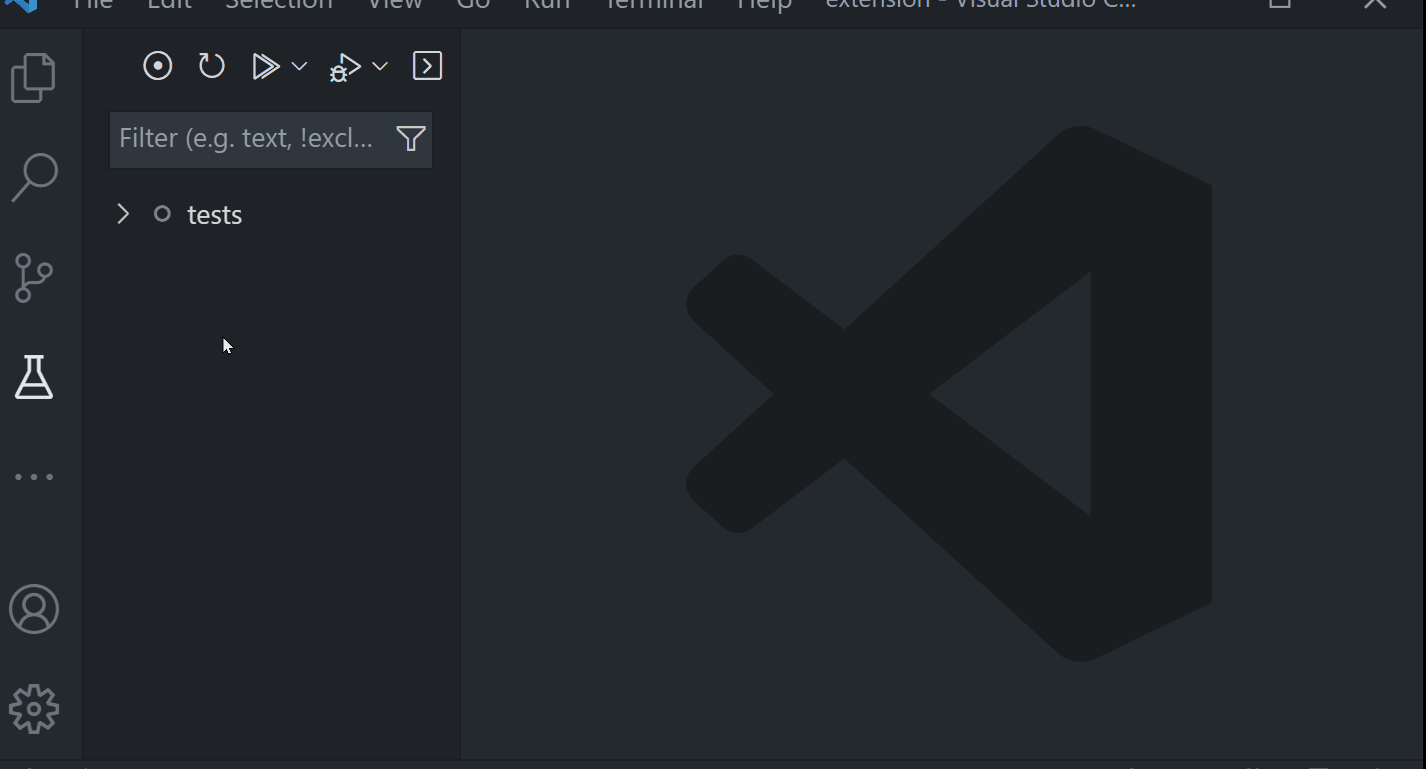 File Edit Selection View Go Run Terminal Help extension - Visual Studio C...
Filter (e.g. text, !excl...
tests